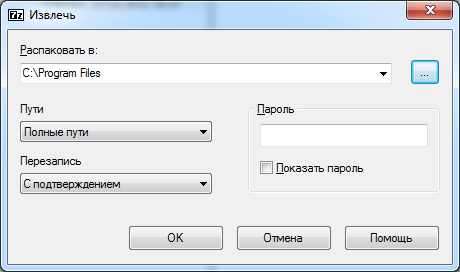 7z Извлечь
Распаковать в:
C:\Program Files
...
Пути
Полные пути
Перезапись
С подтверждением
Пароль
Показать пароль
OK
Отмена
Помощь